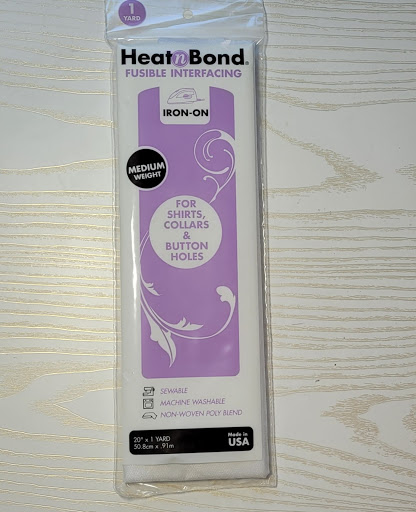 1
YARD
HeatnBond®
FUSIBLE INTERFACING
IRON-ON
MEDIUM
WEIGHT
FOR
SHIRTS,
COLLARS
&
BUTTON
HOLES
SEWABLE
MACHINE WASHABLE
NON-WOVEN POLY BLEND
20" x 1 YARD
50.8cm x .91m
Made in
USA